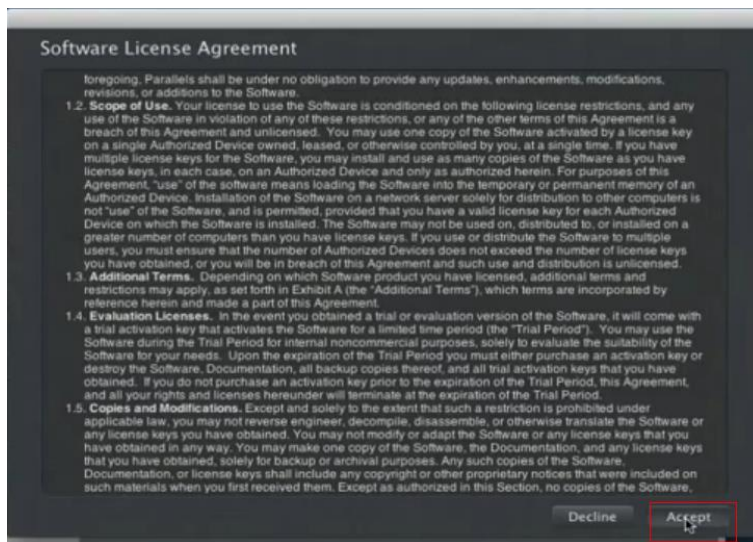 Software License Agreement
foregoing, Parallels shall be under no obligation to provide any updates, enhancements, modifications,
revisions, or additions to the Software.
1.2. Scope of Use. Your license to use the Software is conditioned on the following license restrictions, and any
use of the Software in violation of any of these restrictions, or any of the other terms of this Agreement is a
breach of this Agreement and unlicensed. You may use one copy of the Software activated by a license key
on a single Authorized Device owned, leased, or otherwise controlled by you, at a single time. If you have
multiple license keys for the Software, you may install and use as many copies of the Software as you have
license keys, in each case, on an Authorized Device and only as authorized herein. For purposes of this
Agreement, "use" of the software means loading the Software into the temporary or permanent memory of an
Authorized Device. Installation of the Software on a network server solely for distribution to other computers is
not "use" of the Software, and is permitted, provided that you have a valid license key for each Authorized
Device on which the Software is installed. The Software may not be used on, distributed to, or installed on a
greater number of computers than you have license keys. If you use or distribute the Software to multiple
users, you must ensure that the number of Authorized Devices does not exceed the number of license keys
you have obtained, or you will be in breach of this Agreement and such use and distribution is unlicensed.
1.3. Additional Terms. Depending on which Software product you have licensed, additional terms and
restrictions may apply, as set forth in Exhibit A (the "Additional Terms"), which terms are incorporated by
reference herein and made a part of this Agreement.
1.4. Evaluation Licenses. In the event you obtained a trial or evaluation version of the Software, it will come with
a trial activation key that activates the Software for a limited time period (the "Trial Period"). You may use the
Software during the Trial Period for internal noncommercial purposes, solely to evaluate the suitability of the
Software for your needs. Upon the expiration of the Trial Period you must either purchase an activation key or
destroy the Software, Documentation, all backup copies thereof, and all trial activation keys that you have
obtained. If you do not purchase an activation key prior to the expiration of the Trial Period, this Agreement,
and all your rights and licenses hereunder will terminate at the expiration of the Trial Period.
1.5. Copies and Modifications. Except and solely to the extent that such a restriction is prohibited under
applicable law, you may not reverse engineer, decompile, disassemble, or otherwise translate the Software or
any license keys you have obtained. You may not modify or adapt the Software or any license keys that you
have obtained in any way. You may make one copy of the Software, the Documentation, and any license keys
that you have obtained, solely for backup or archival purposes. Any such copies of the Software,
Documentation, or license keys shall include any copyright or other proprietary notices that were included on
such materials when you first received them. Except as authorized in this Section, no copies of the Software,
Decline
Accept